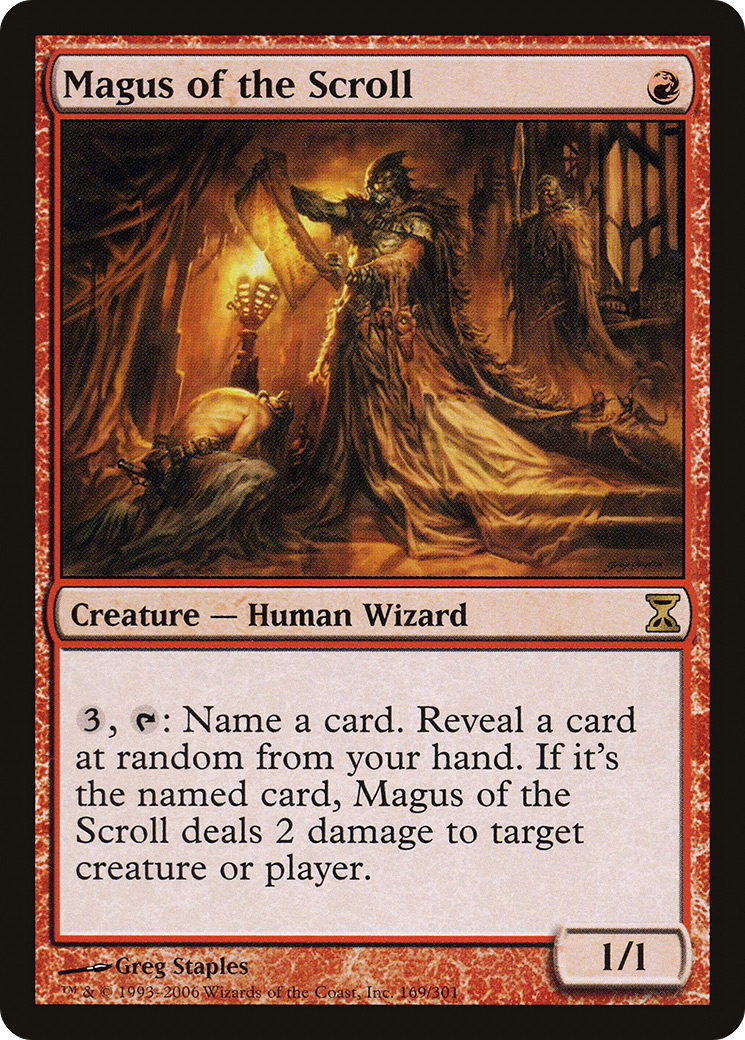 Magus of the Scroll
Creature — Human Wizard
3, : Name a card. Reveal a card
at random from your hand. If it's
the named card, Magus of the
Scroll deals 2 damage to target
creature or player.
1/1
Greg Staples
™ & © 1993–2006 Wizards of the Coast, Inc. 169/301